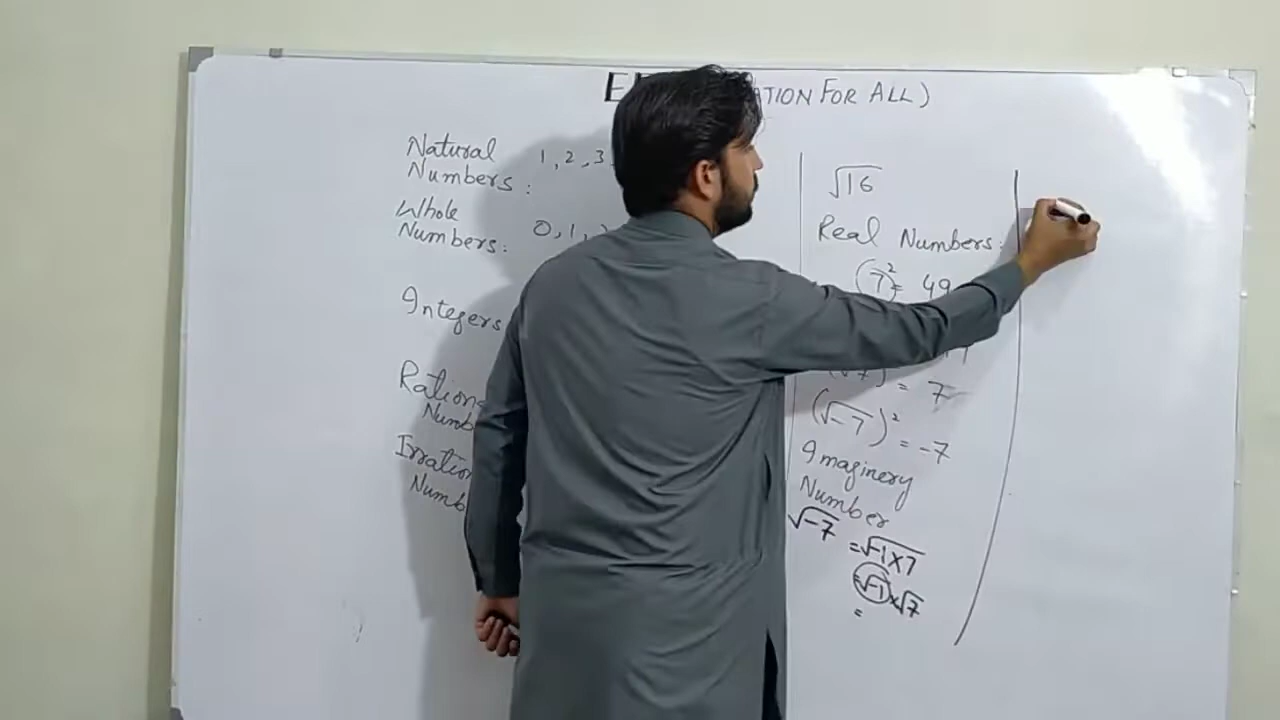 ATION FOR ALL)
Natural
Numbers: 1, 2, 3
Whole
Numbers: 0, 1,
Integers
Ration
Numb
Irration
Numb
√16
Real Numbers:
(7)² = 49
(√7)² = 7
(√-7)² = -7
Imaginery
Number
√-7 = √-1×7
= √-1 × √7
=